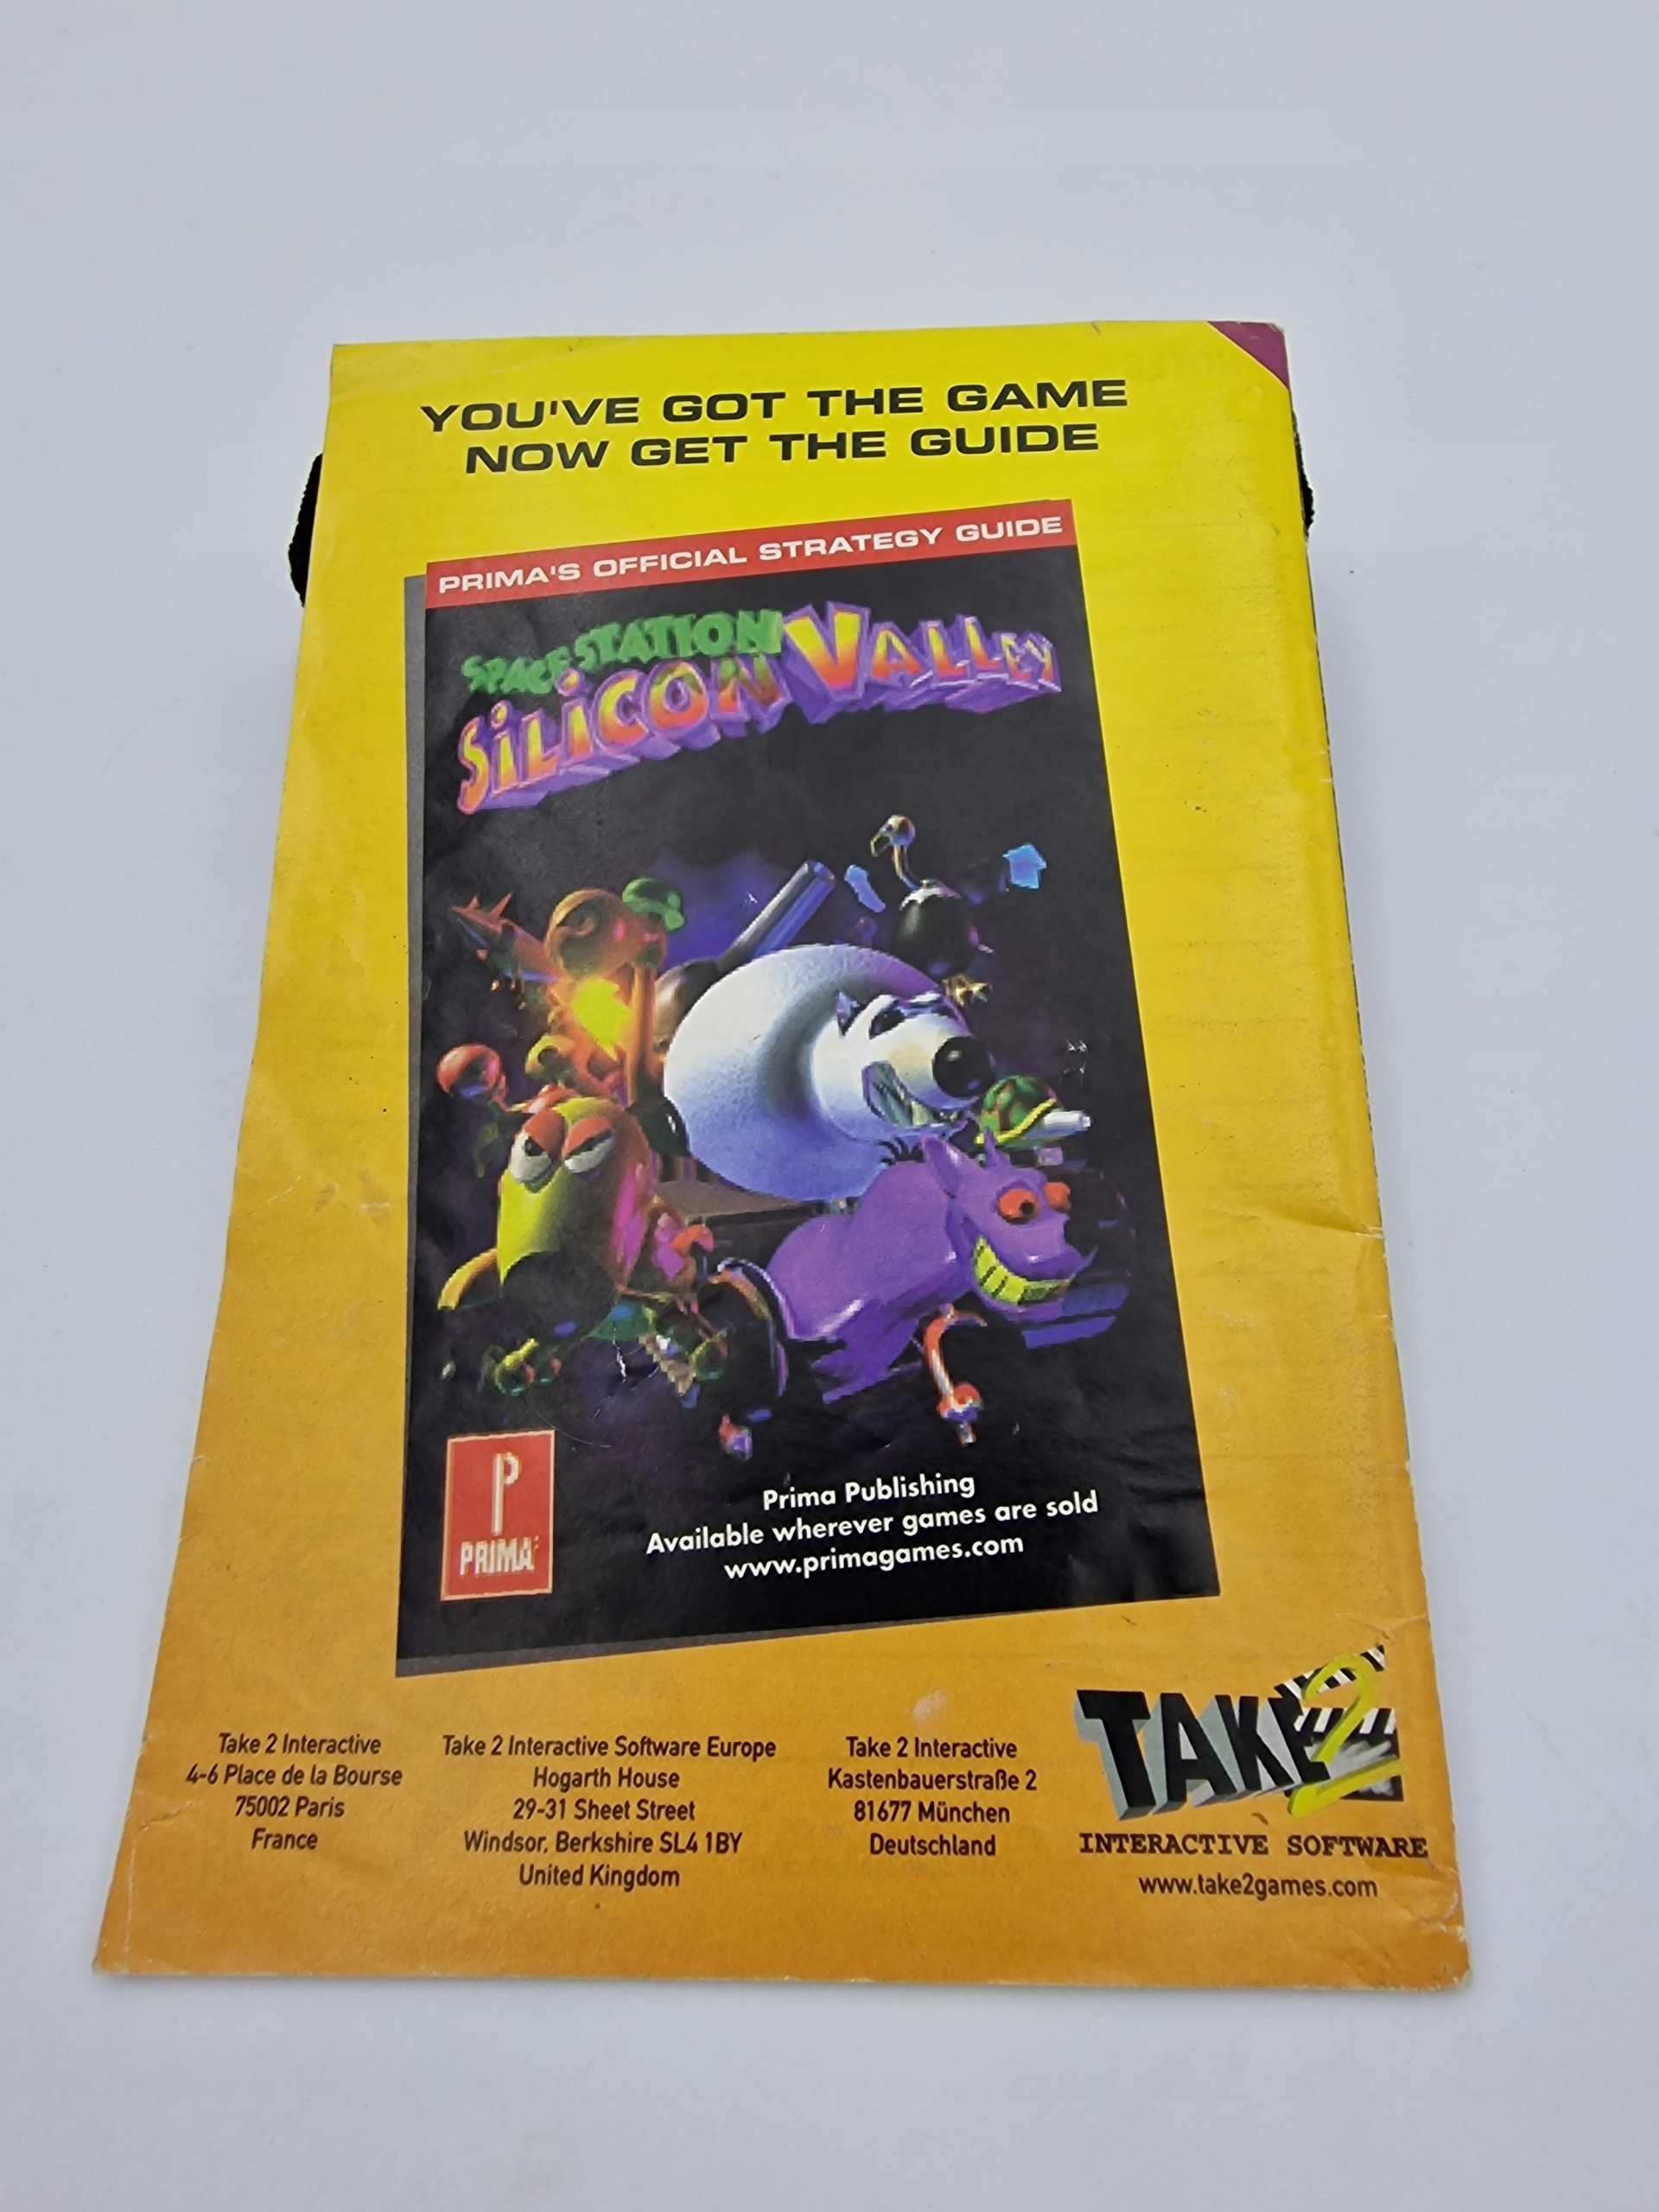 YOU'VE GOT THE GAME
NOW GET THE GUIDE
PRIMA'S OFFICIAL STRATEGY GUIDE
SPACE STATION
SiLiCON VALLEY
P
PRIMA
Prima Publishing
Available wherever games are sold
www.primagames.com
Take 2 Interactive
4-6 Place de la Bourse
75002 Paris
France
Take 2 Interactive Software Europe
Hogarth House
29-31 Sheet Street
Windsor, Berkshire SL4 1BY
United Kingdom
Take 2 Interactive
Kastenbauerstraße 2
81677 München
Deutschland
TAKE 2
INTERACTIVE SOFTWARE
www.take2games.com